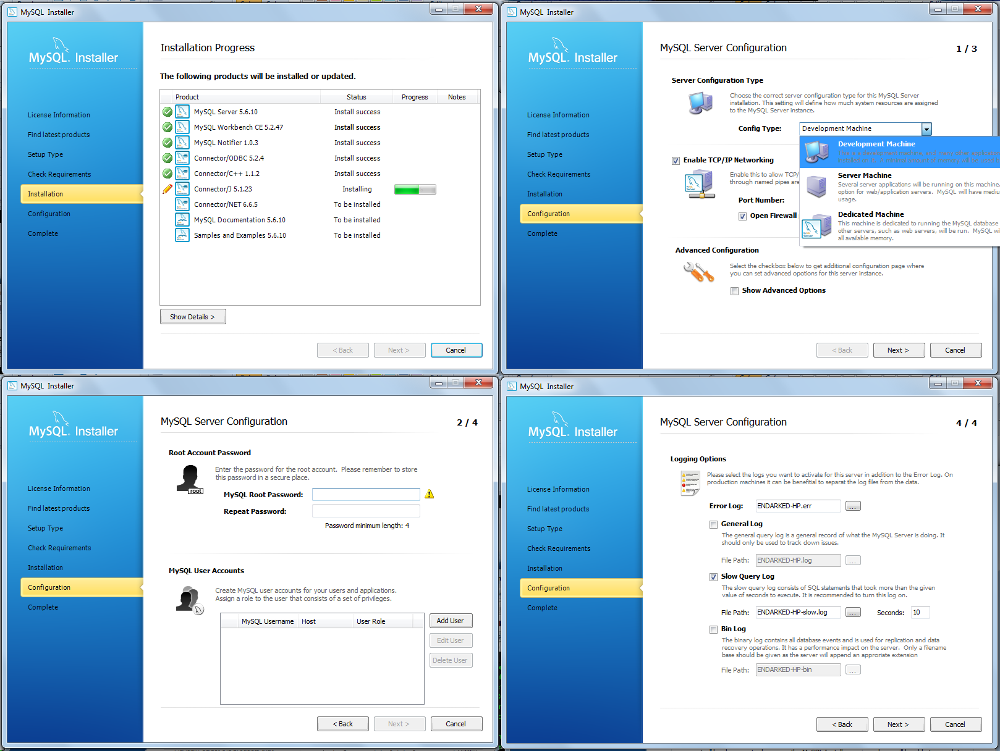 MySQL Installer
MySQL Installer
License Information
Find latest products
Setup Type
Check Requirements
Installation
Configuration
Complete
Installation Progress
The following products will be installed or updated.
Product Status Progress Notes
MySQL Server 5.6.10 Install success
MySQL Workbench CE 5.2.47 Install success
MySQL Notifier 1.0.3 Install success
Connector/ODBC 5.2.4 Install success
Connector/C++ 1.1.2 Install success
Connector/J 5.1.23 Installing
Connector/NET 6.6.5 To be installed
MySQL Documentation 5.6.10 To be installed
Samples and Examples 5.6.10 To be installed
Show Details >
< Back Next > Cancel
MySQL Installer
MySQL Installer
License Information
Find latest products
Setup Type
Check Requirements
Installation
Configuration
Complete
MySQL Server Configuration 1 / 3
Server Configuration Type
Choose the correct server configuration type for this MySQL Server
installation. This setting will define how much system resources are assigned
to the MySQL Server instance.
Config Type: Development Machine
Development Machine
This is a development machine, and many other application
installed on it. A minimal amount of memory will be used
Server Machine
Several server applications will be running on this machine.
option for web/application servers. MySQL will have mediu
usage.
Dedicated Machine
This machine is dedicated to running the MySQL database
other servers, such as web servers, will be run. MySQL wi
all available memory.
Enable TCP/IP Networking
Enable this to allow TCP/
through named pipes are
Port Number:
Open Firewall
Advanced Configuration
Select the checkbox below to get additional configuration page where
you can set advanced opotions for this server instance.
Show Advanced Options
< Back Next > Cancel
MySQL Installer
MySQL Installer
License Information
Find latest products
Setup Type
Check Requirements
Installation
Configuration
Complete
MySQL Server Configuration 2 / 4
Root Account Password
Enter the password for the root account. Please remember to store
this password in a secure place.
root
MySQL Root Password:
Repeat Password:
Password minimum length: 4
MySQL User Accounts
Create MySQL user accounts for your users and applications.
Assign a role to the user that consists of a set of privileges.
MySQL Username Host User Role
Add User
Edit User
Delete User
< Back Next > Cancel
MySQL Installer
MySQL Installer
License Information
Find latest products
Setup Type
Check Requirements
Installation
Configuration
Complete
MySQL Server Configuration 4 / 4
Logging Options
Please select the logs you want to activate for this server in addition to the Error Log. On
production machines it can be benefitial to separate the log files from the data.
Error Log: ENDARKED-HP.err ...
General Log
The general query log is a general record of what the MySQL Server is doing. It
should only be used to track down issues.
File Path: ENDARKED-HP.log ...
Slow Query Log
The slow query log consists of SQL statements that took more than the given
value of seconds to execute. It is recommended to turn this log on.
File Path: ENDARKED-HP-slow.log ... Seconds: 10
Bin Log
The binary log contains all database events and is used for replication and data
recovery operations. It has a performance impact on the server. Only a filename
base should be given as the server will append an approriate extension
File Path: ENDARKED-HP-bin ...
< Back Next > Cancel